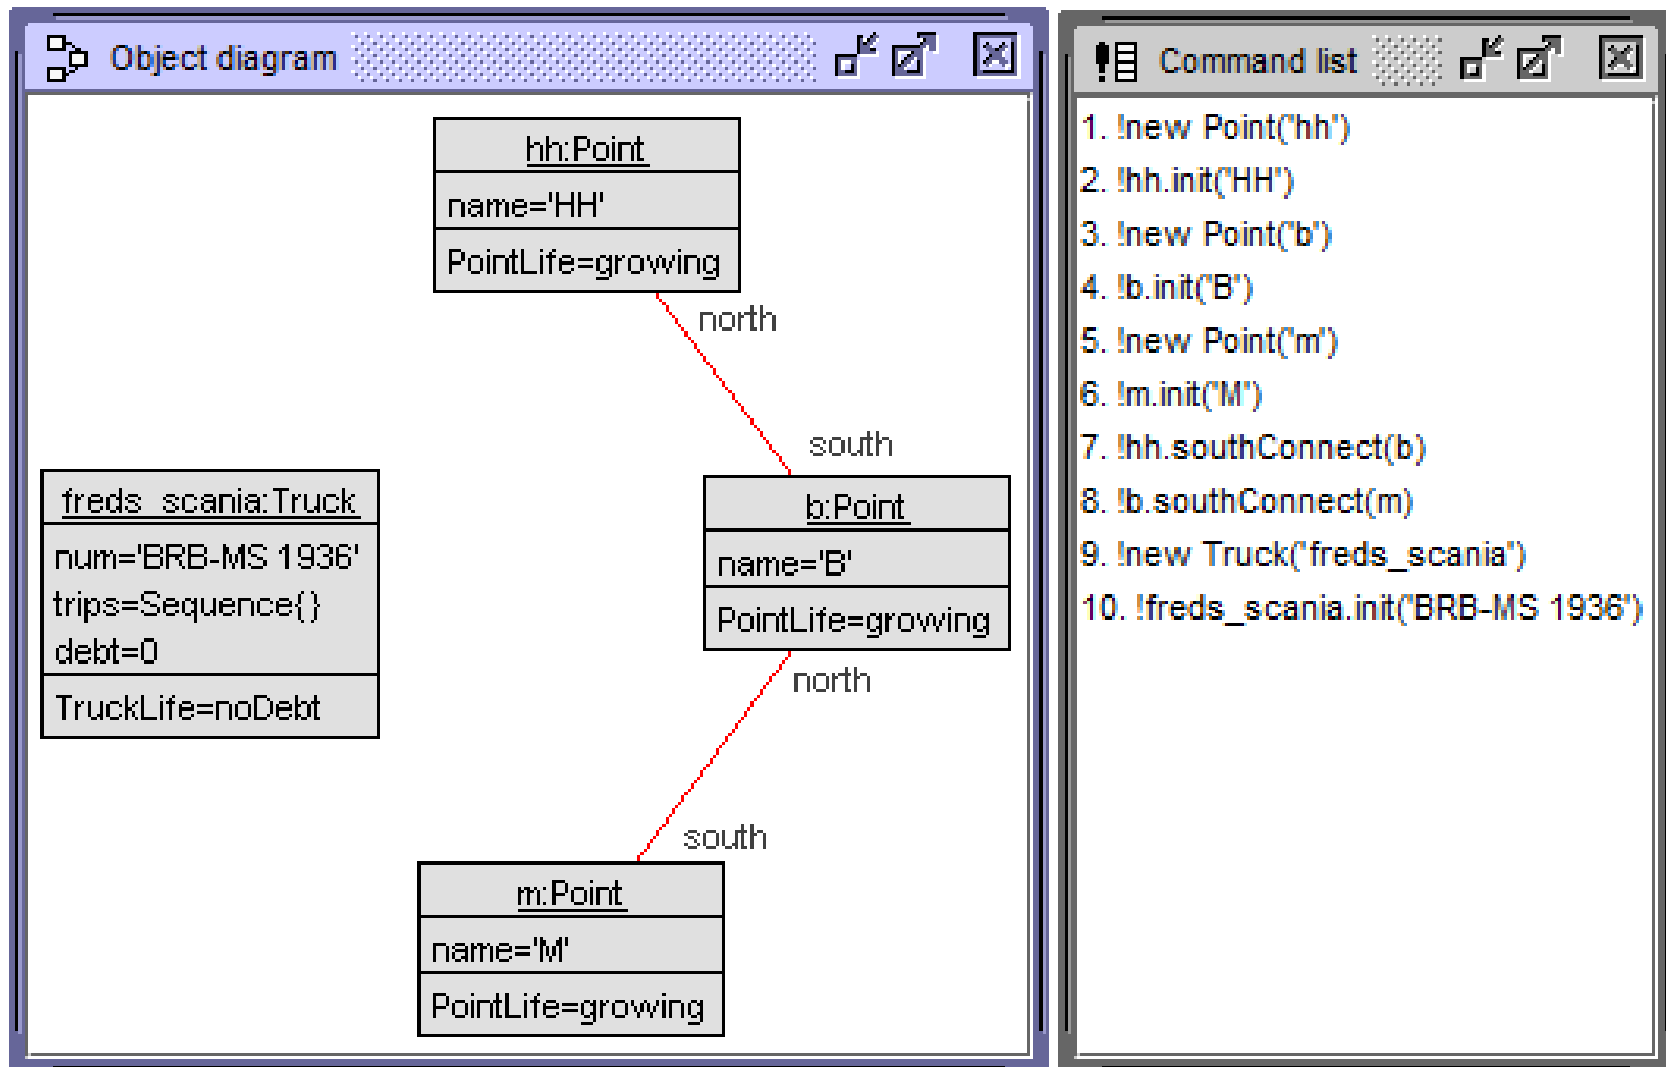 Object diagram
hh:Point
name='HH'
PointLife=growing
north
south
freds_scania:Truck
num='BRB-MS 1936'
trips=Sequence{}
debt=0
TruckLife=noDebt
b:Point
name='B'
PointLife=growing
north
south
m:Point
name='M'
PointLife=growing
Command list
1. !new Point('hh')
2. !hh.init('HH')
3. !new Point('b')
4. !b.init('B')
5. !new Point('m')
6. !m.init('M')
7. !hh.southConnect(b)
8. !b.southConnect(m)
9. !new Truck('freds_scania')
10. !freds_scania.init('BRB-MS 1936')